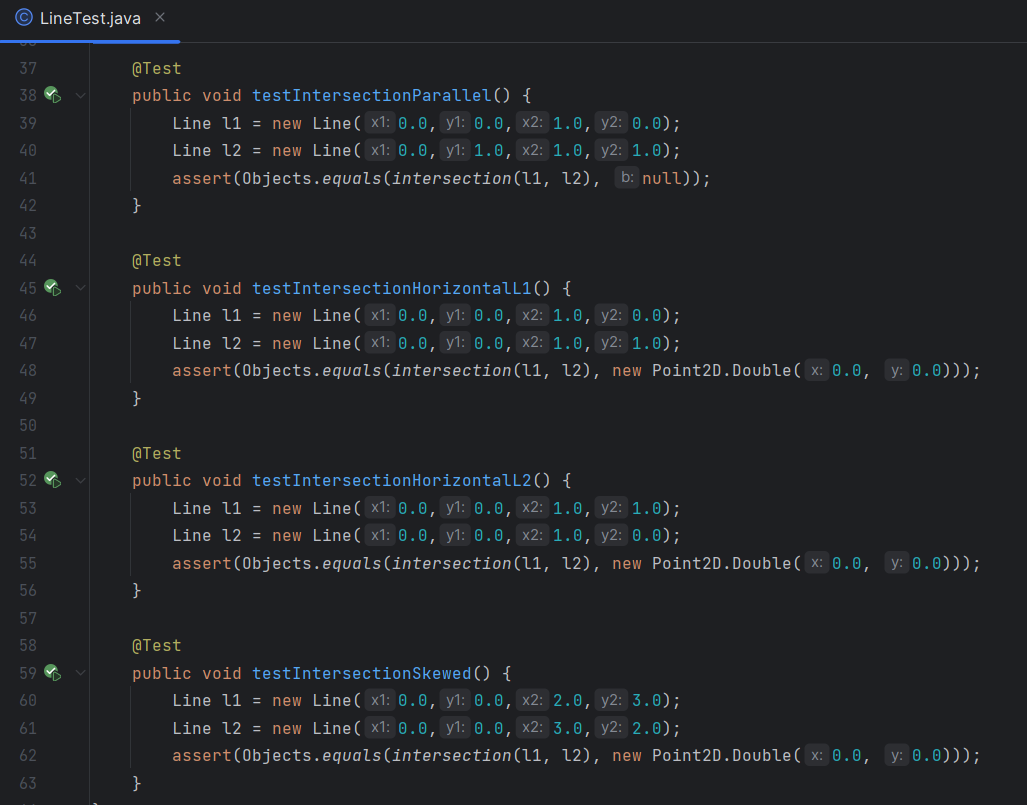 LineTest.java
37 @Test
38 public void testIntersectionParallel() {
39 Line l1 = new Line( x1: 0.0, y1: 0.0, x2: 1.0, y2: 0.0);
40 Line l2 = new Line( x1: 0.0, y1: 1.0, x2: 1.0, y2: 1.0);
41 assert(Objects.equals(intersection(l1, l2), b: null));
42 }
43
44 @Test
45 public void testIntersectionHorizontalL1() {
46 Line l1 = new Line( x1: 0.0, y1: 0.0, x2: 1.0, y2: 0.0);
47 Line l2 = new Line( x1: 0.0, y1: 0.0, x2: 1.0, y2: 1.0);
48 assert(Objects.equals(intersection(l1, l2), new Point2D.Double( x: 0.0, y: 0.0)));
49 }
50
51 @Test
52 public void testIntersectionHorizontalL2() {
53 Line l1 = new Line( x1: 0.0, y1: 0.0, x2: 1.0, y2: 1.0);
54 Line l2 = new Line( x1: 0.0, y1: 0.0, x2: 1.0, y2: 0.0);
55 assert(Objects.equals(intersection(l1, l2), new Point2D.Double( x: 0.0, y: 0.0)));
56 }
57
58 @Test
59 public void testIntersectionSkewed() {
60 Line l1 = new Line( x1: 0.0, y1: 0.0, x2: 2.0, y2: 3.0);
61 Line l2 = new Line( x1: 0.0, y1: 0.0, x2: 3.0, y2: 2.0);
62 assert(Objects.equals(intersection(l1, l2), new Point2D.Double( x: 0.0, y: 0.0)));
63 }